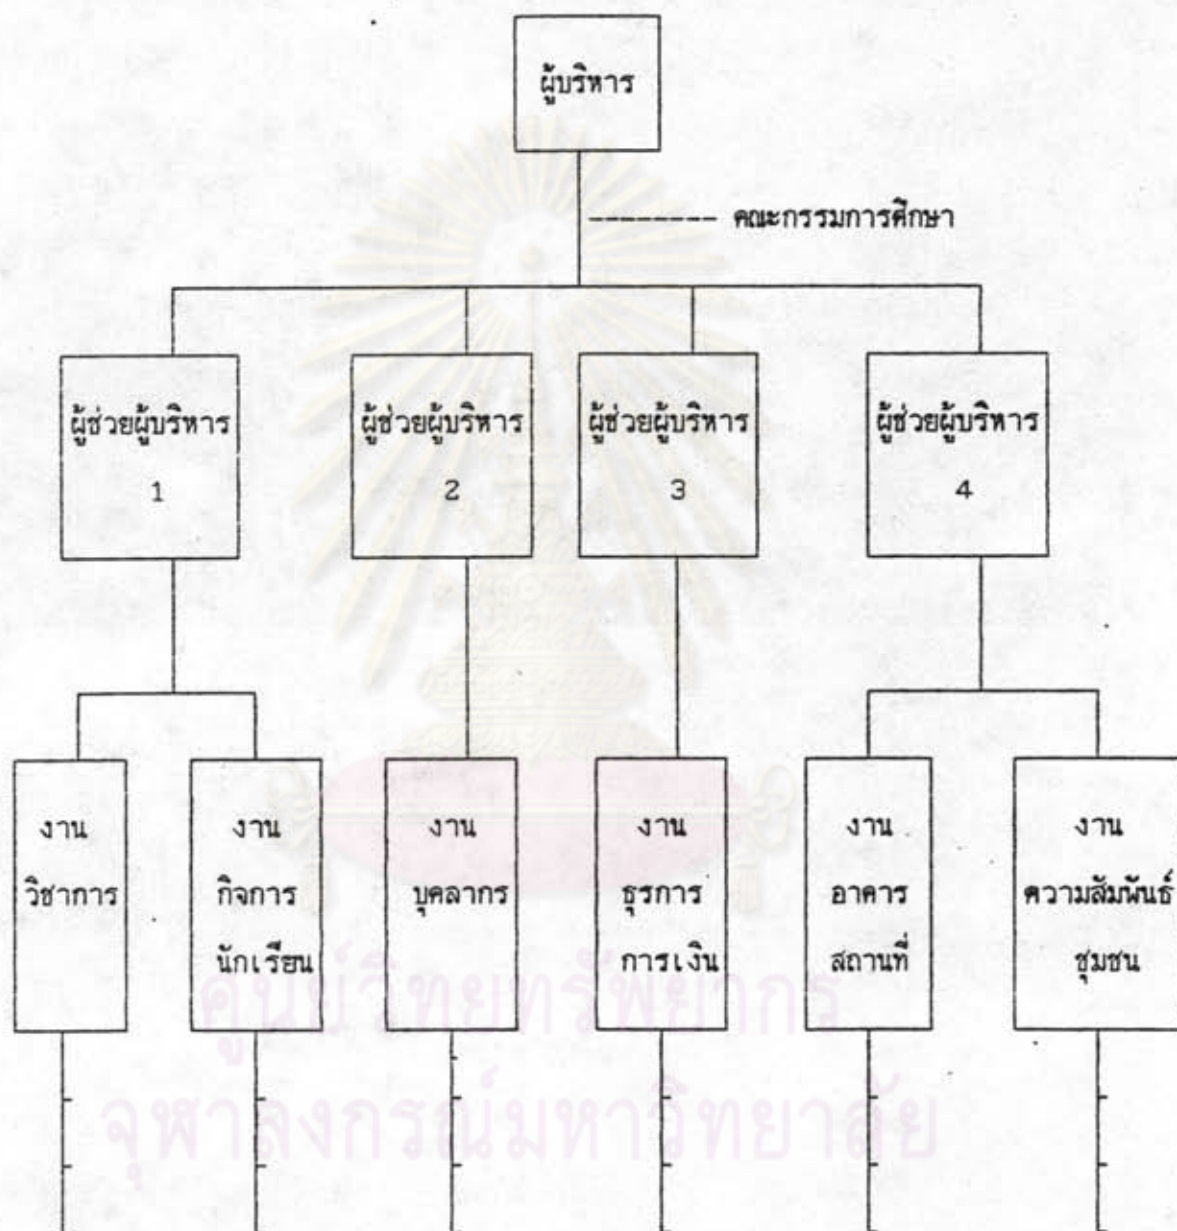 ผู้บริหาร
คณะกรรมการศึกษา
ผู้ช่วยผู้บริหาร
1
ผู้ช่วยผู้บริหาร
2
ผู้ช่วยผู้บริหาร
3
ผู้ช่วยผู้บริหาร
4
งาน
วิชาการ
งาน
กิจการ
นักเรียน
งาน
บุคลากร
งาน
ธุรการ
การเงิน
งาน
อาคาร
สถานที่
งาน
ความสัมพันธ์
ชุมชน
ศูนย์วิทยทรัพยากร
จุฬาลงกรณ์มหาวิทยาลัย